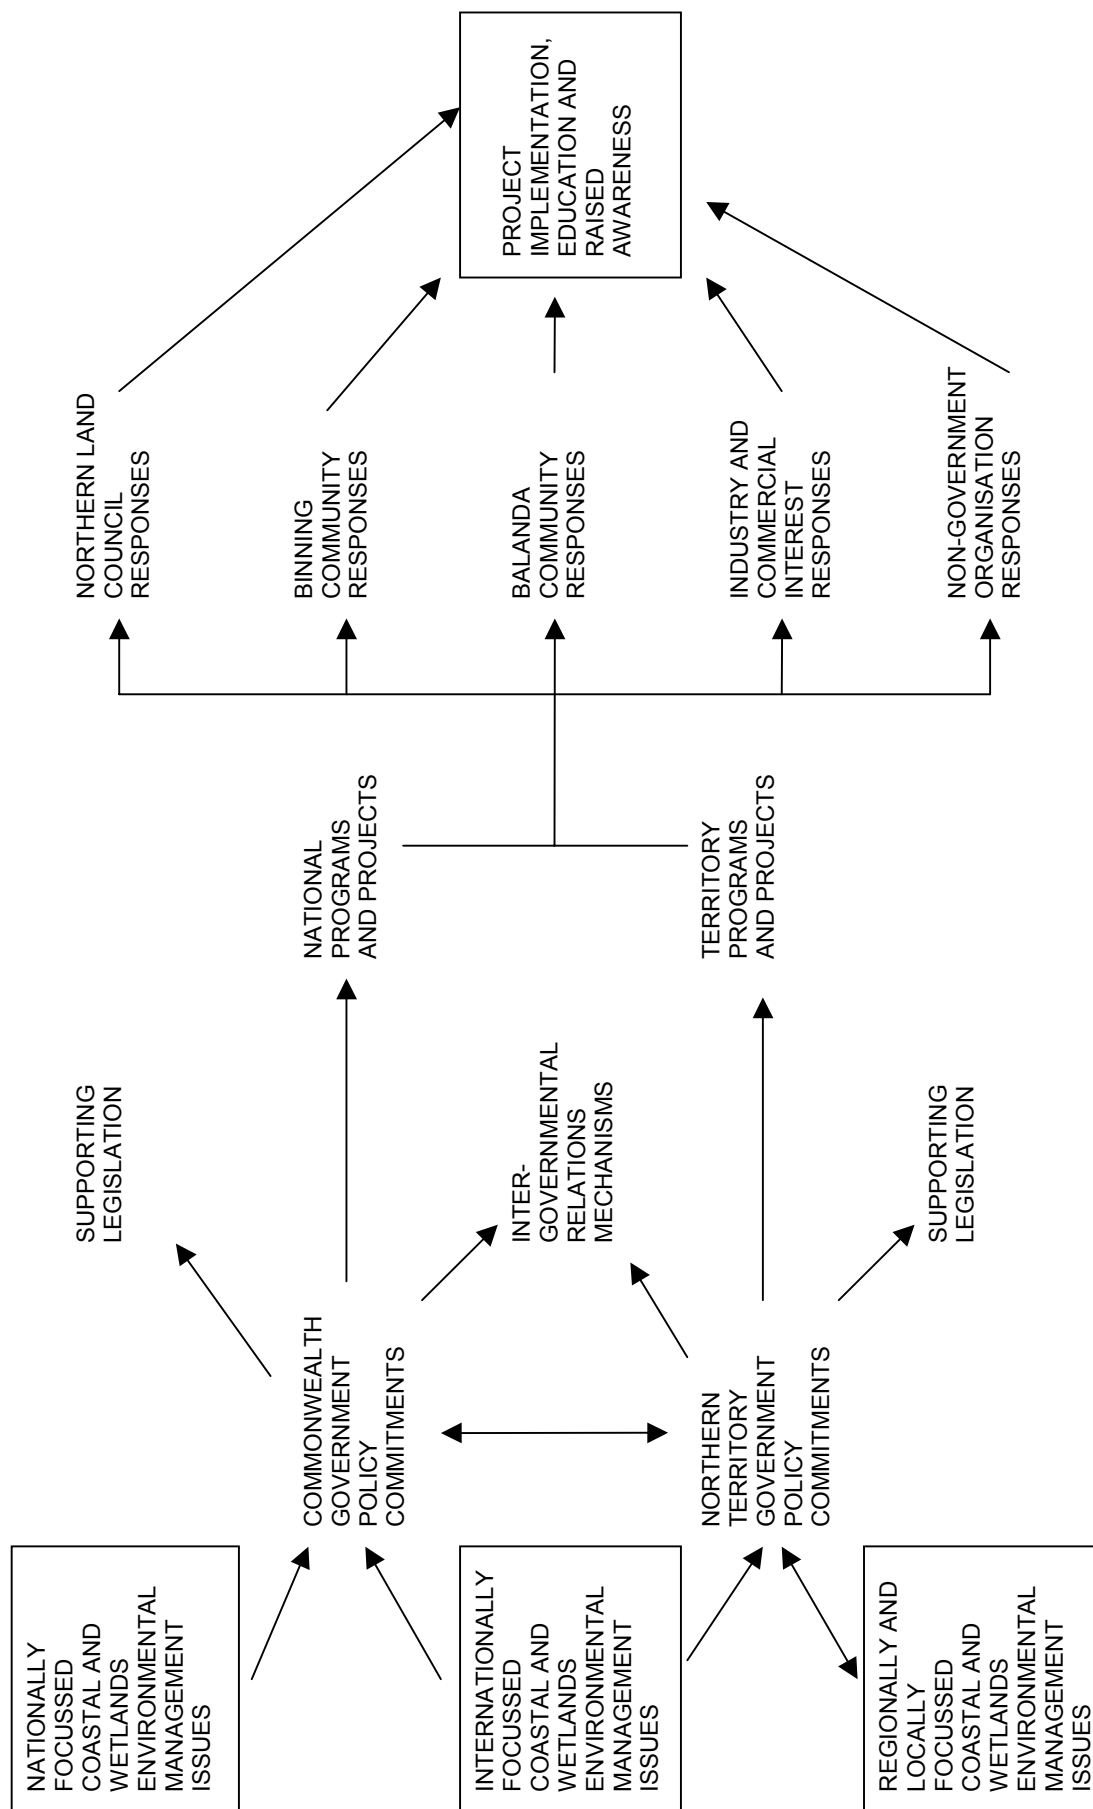 NATIONALLY
FOCUSSED
COASTAL AND
WETLANDS
ENVIRONMENTAL
MANAGEMENT
ISSUES
INTERNATIONALLY
FOCUSSED
COASTAL AND
WETLANDS
ENVIRONMENTAL
MANAGEMENT
ISSUES
REGIONALLY AND
LOCALLY
FOCUSSED
COASTAL AND
WETLANDS
ENVIRONMENTAL
MANAGEMENT
ISSUES
COMMONWEALTH
GOVERNMENT
POLICY
COMMITMENTS
NORTHERN
TERRITORY
GOVERNMENT
POLICY
COMMITMENTS
SUPPORTING
LEGISLATION
INTER-
GOVERNMENTAL
RELATIONS
MECHANISMS
SUPPORTING
LEGISLATION
NATIONAL
PROGRAMS
AND PROJECTS
TERRITORY
PROGRAMS
AND PROJECTS
NORTHERN LAND
COUNCIL
RESPONSES
BINNING
COMMUNITY
RESPONSES
BALANDA
COMMUNITY
RESPONSES
INDUSTRY AND
COMMERCIAL
INTEREST
RESPONSES
NON-GOVERNMENT
ORGANISATION
RESPONSES
PROJECT
IMPLEMENTATION,
EDUCATION AND
RAISED
AWARENESS